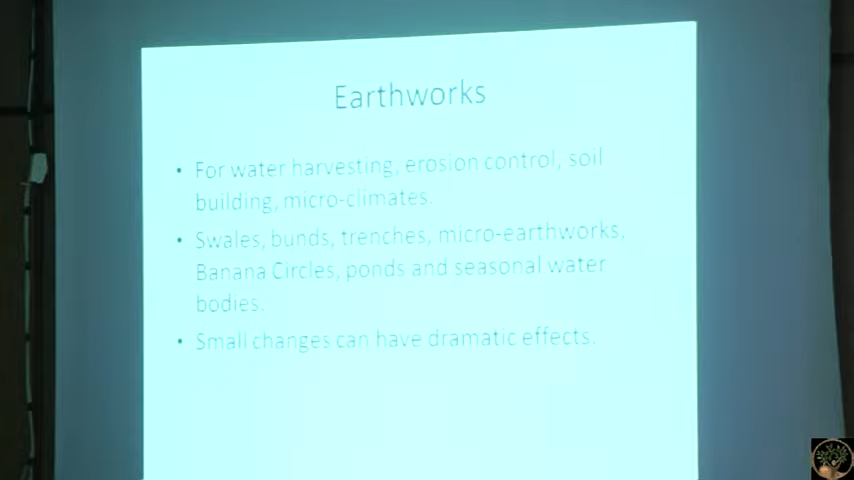 Earthworks
• For water harvesting, erosion control, soil
building, micro-climates.
• Swales, bunds, trenches, micro-earthworks,
Banana Circles, ponds and seasonal water
bodies.
• Small changes can have dramatic effects.